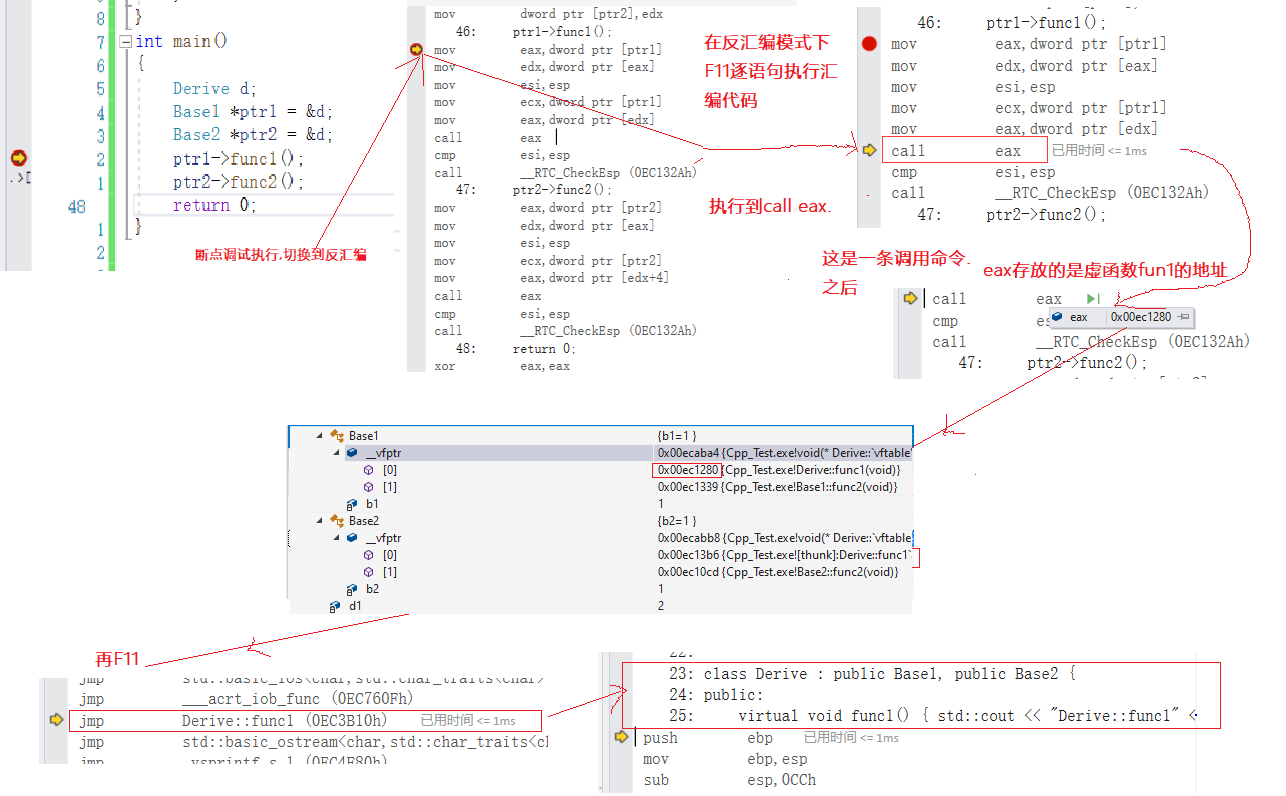 8
}
7
int main()
6
{
5
Derive d;
4
Base1 *ptr1 = &d;
3
Base2 *ptr2 = &d;
2
ptr1->func1();
1
ptr2->func2();
48
return 0;
1
}
2
断点调试执行,切换到反汇编
mov dword ptr [ptr2],edx
46: ptr1->func1();
mov eax,dword ptr [ptr1]
mov edx,dword ptr [eax]
mov esi,esp
mov ecx,dword ptr [ptr1]
mov eax,dword ptr [edx]
call eax
cmp esi,esp
call __RTC_CheckEsp (0EC132Ah)
47: ptr2->func2();
mov eax,dword ptr [ptr2]
mov edx,dword ptr [eax]
mov esi,esp
mov ecx,dword ptr [ptr2]
mov eax,dword ptr [edx+4]
call eax
cmp esi,esp
call __RTC_CheckEsp (0EC132Ah)
48: return 0;
xor eax,eax
在反汇编模式下
F11逐语句执行汇
编代码
执行到call eax.
46: ptr1->func1();
mov eax,dword ptr [ptr1]
mov edx,dword ptr [eax]
mov esi,esp
mov ecx,dword ptr [ptr1]
mov eax,dword ptr [edx]
call eax 已用时间 <= 1ms
cmp esi,esp
call __RTC_CheckEsp (0EC132Ah)
47: ptr2->func2();
这是一条调用命令.
之后
eax存放的是虚函数fun1的地址
call eax
eax 0x00ec1280
cmp
call __RTC_CheckEsp (0EC132Ah)
47: ptr2->func2();
Base1 {b1=1 }
__vfptr 0x00ecaba4 {Cpp_Test.exe!void(* Derive::`vftable'
[0] 0x00ec1280 {Cpp_Test.exe!Derive::func1(void)}
[1] 0x00ec1339 {Cpp_Test.exe!Base1::func2(void)}
b1 1
Base2 {b2=1 }
__vfptr 0x00ecabb8 {Cpp_Test.exe!void(* Derive::`vftable'
[0] 0x00ec13b6 {Cpp_Test.exe![thunk]:Derive::func1`
[1] 0x00ec10cd {Cpp_Test.exe!Base2::func2(void)}
b2 1
d1 2
再F11
jmp std::basic_ios<char,std::char_traits<char>
jmp ___acrt_iob_func (0EC760Fh)
jmp Derive::func1 (0EC3B10h) 已用时间 <= 1ms
jmp std::basic_ostream<char,std::char_traits<ch
jmp
22:
23: class Derive : public Base1, public Base2 {
24: public:
25: virtual void func1() { std::cout << "Derive::func1" <
push ebp 已用时间 <= 1ms
mov ebp,esp
sub esp,0CCh